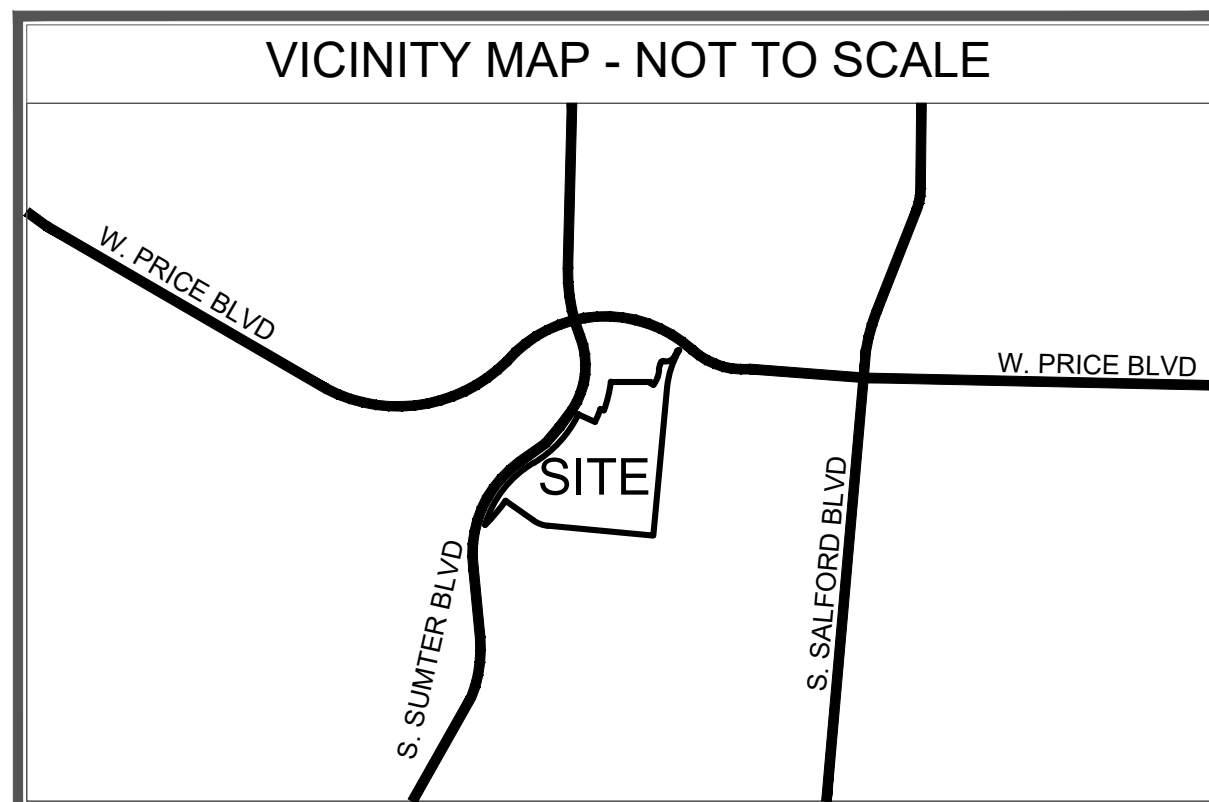 VICINITY MAP - NOT TO SCALE
W. PRICE BLVD
W. PRICE BLVD
SITE
S. SUMTER BLVD
S. SALFORD BLVD